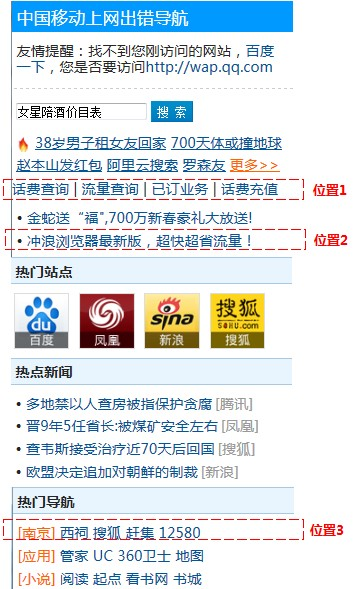 中国移动上网出错导航
友情提醒：找不到您刚访问的网站，百度
一下，您是否要访问http://wap.qq.com
女星陪酒价目表 搜 索
38岁男子租女友回家 700天体或撞地球
赵本山发红包 阿里云搜索 罗森友 更多>>
话费查询 | 流量查询 | 已订业务 | 话费充值 位置1
• 金蛇送“福",700万新春豪礼大放送!
• 冲浪浏览器最新版，超快超省流量！ 位置2
热门站点
du 百度 凤凰 sina 新浪 搜狐 SOHU.COM 搜狐
热点新闻
• 多地禁以人查房被指保护贪腐 [腾讯]
• 晋9年5任省长:被煤矿安全左右 [凤凰]
• 查韦斯接受治疗近70天后回国 [搜狐]
• 欧盟决定追加对朝鲜的制裁 [新浪]
热门导航
[南京] 西祠 搜狐 赶集 12580 位置3
[应用] 管家 UC 360卫士 地图
[小说] 阅读 起点 看书网 书城